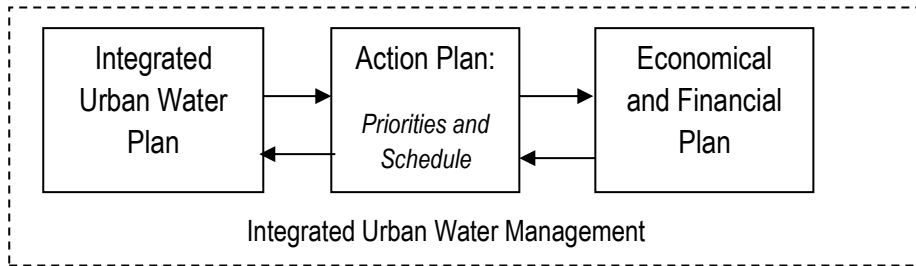 Integrated
Urban Water
Plan
Action Plan:
Priorities and
Schedule
Economical
and Financial
Plan
Integrated Urban Water Management